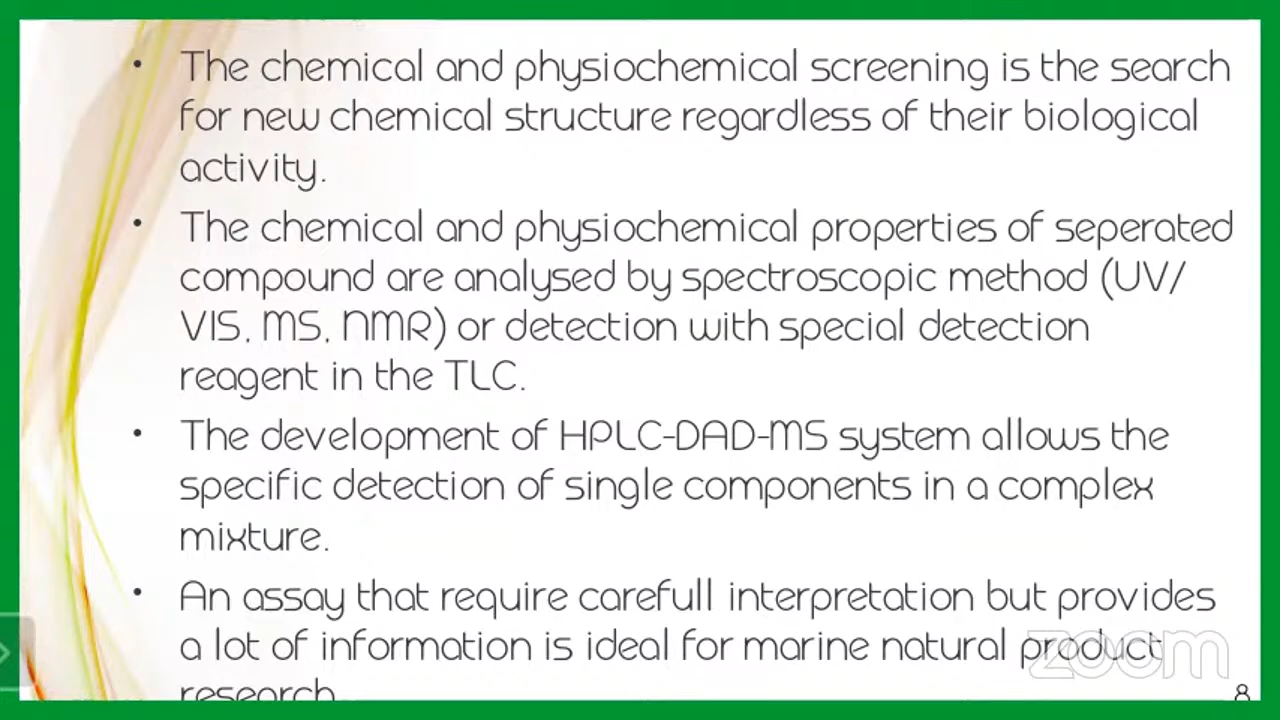 • The chemical and physiochemical screening is the search
for new chemical structure regardless of their biological
activity.
• The chemical and physiochemical properties of seperated
compound are analysed by spectroscopic method (UV/
VIS, MS, NMR) or detection with special detection
reagent in the TLC.
• The development of HPLC-DAD-MS system allows the
specific detection of single components in a complex
mixture.
• An assay that require carefull interpretation but provides
a lot of information is ideal for marine natural product
research.
zoom
8